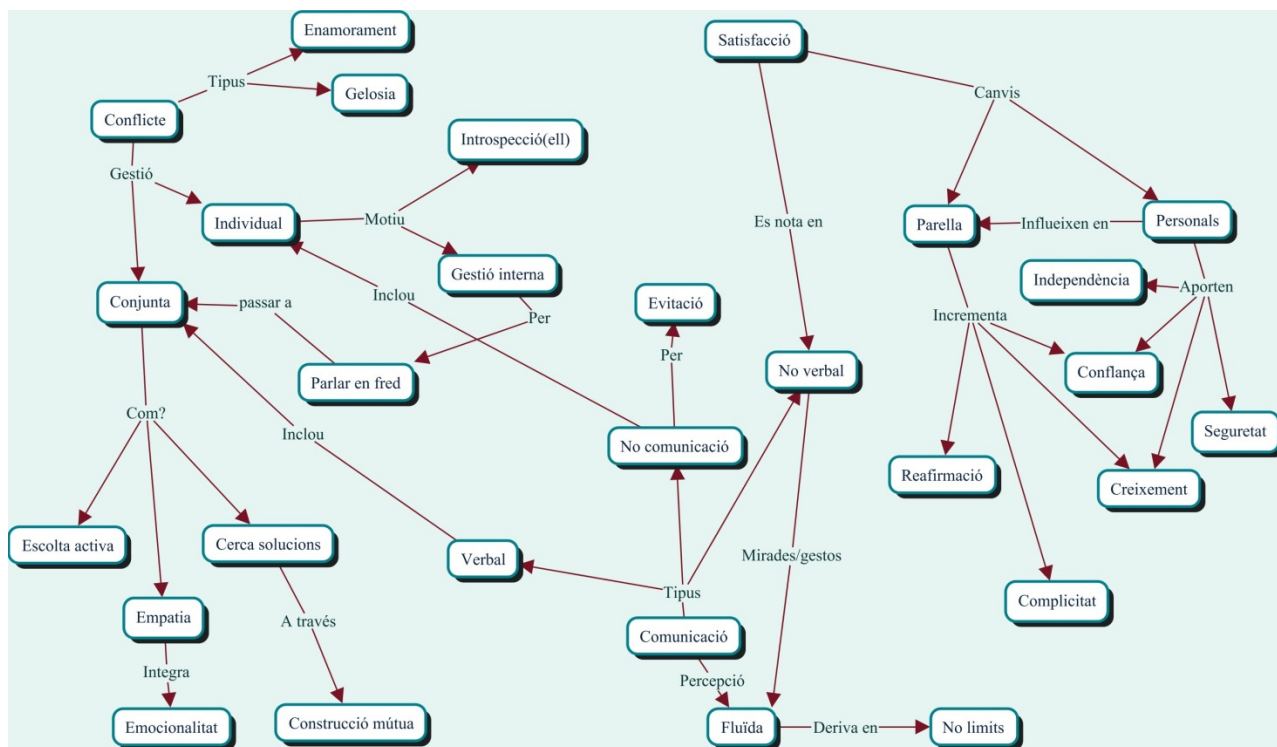 Enamorament
Satisfacció
Tipus
Gelosia
Canvis
Conflicte
Introspecció(ell)
Gestió
Individual
Motiu
Es nota en
Parella
Influeixen en
Personals
Gestió interna
Independència
Aporten
Conjunta
passar a
Inclou
Evitació
Per
Incrementa
Per
No verbal
Conflança
Parlar en fred
Com?
Inclou
No comunicació
Seguretat
Reafirmació
Creixement
Escolta activa
Cerca solucions
Verbal
Mirades/gestos
Tipus
Complicitat
Empatia
A través
Comunicació
Integra
Percepció
Emocionalitat
Construcció mútua
Fluïda
Deriva en
No limits